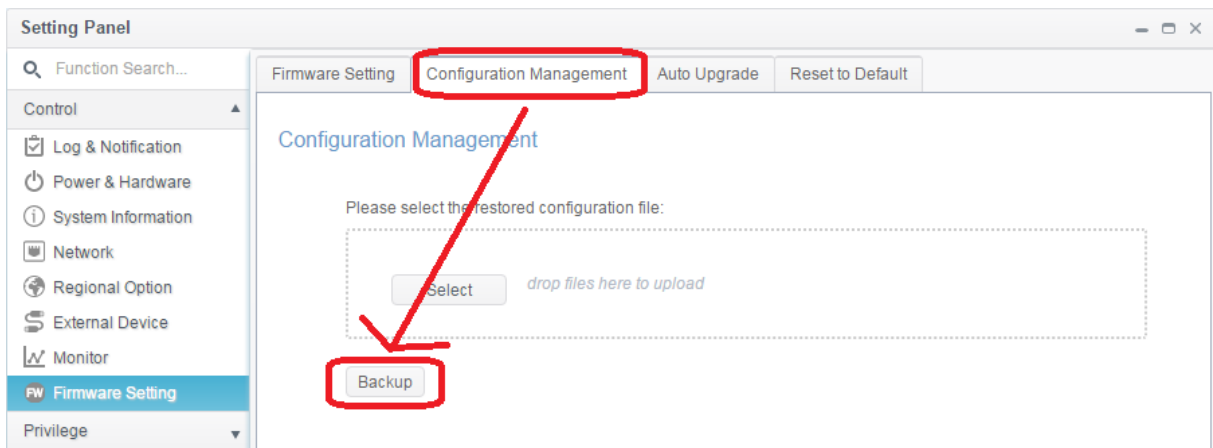 Setting Panel
Function Search...
Control
Log & Notification
Power & Hardware
System Information
Network
Regional Option
External Device
Monitor
FW Firmware Setting
Privilege
Firmware Setting Configuration Management Auto Upgrade Reset to Default
Configuration Management
Please select the restored configuration file:
Select drop files here to upload
Backup